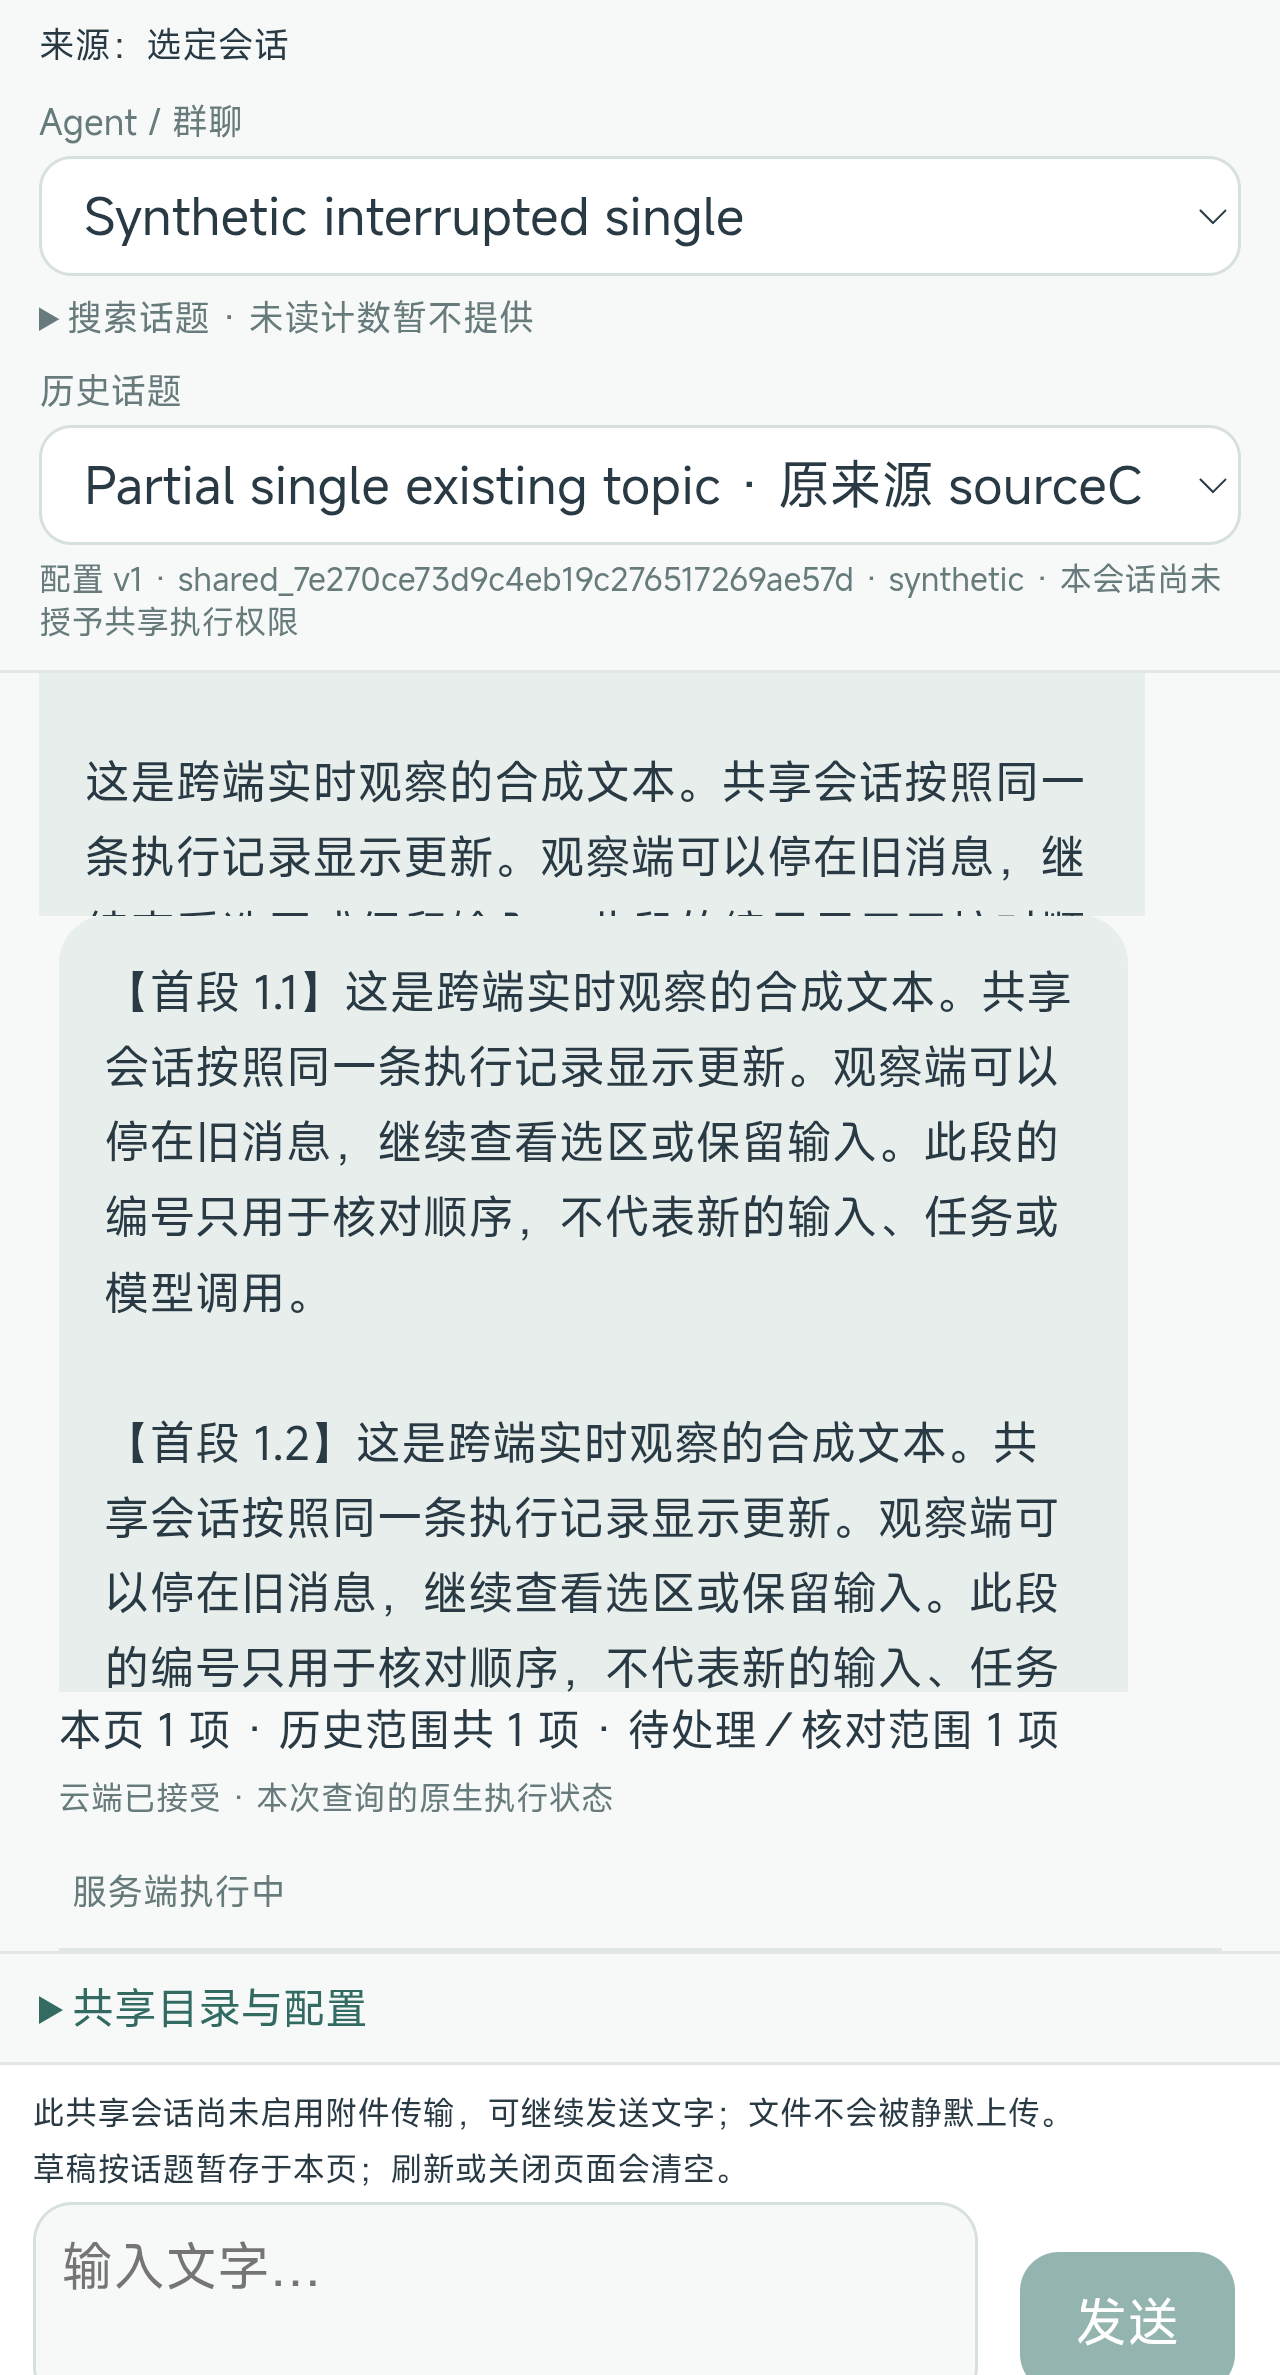 来源：选定会话
Agent / 群聊
Synthetic interrupted single
搜索话题 · 未读计数暂不提供
历史话题
Partial single existing topic · 原来源 sourceC
配置 v1 · shared_7e270ce73d9c4eb19c276517269ae57d · synthetic · 本会话尚未
授予共享执行权限
这是跨端实时观察的合成文本。共享会话按照同一
条执行记录显示更新。观察端可以停在旧消息，继
【首段 1.1】这是跨端实时观察的合成文本。共享
会话按照同一条执行记录显示更新。观察端可以
停在旧消息，继续查看选区或保留输入。此段的
编号只用于核对顺序，不代表新的输入、任务或
模型调用。
【首段 1.2】这是跨端实时观察的合成文本。共
享会话按照同一条执行记录显示更新。观察端可
以停在旧消息，继续查看选区或保留输入。此段
的编号只用于核对顺序，不代表新的输入、任务
本页 1 项 · 历史范围共 1 项 · 待处理／核对范围 1 项
云端已接受 · 本次查询的原生执行状态
服务端执行中
共享目录与配置
此共享会话尚未启用附件传输，可继续发送文字；文件不会被静默上传。
草稿按话题暂存于本页；刷新或关闭页面会清空。
输入文字…
发送